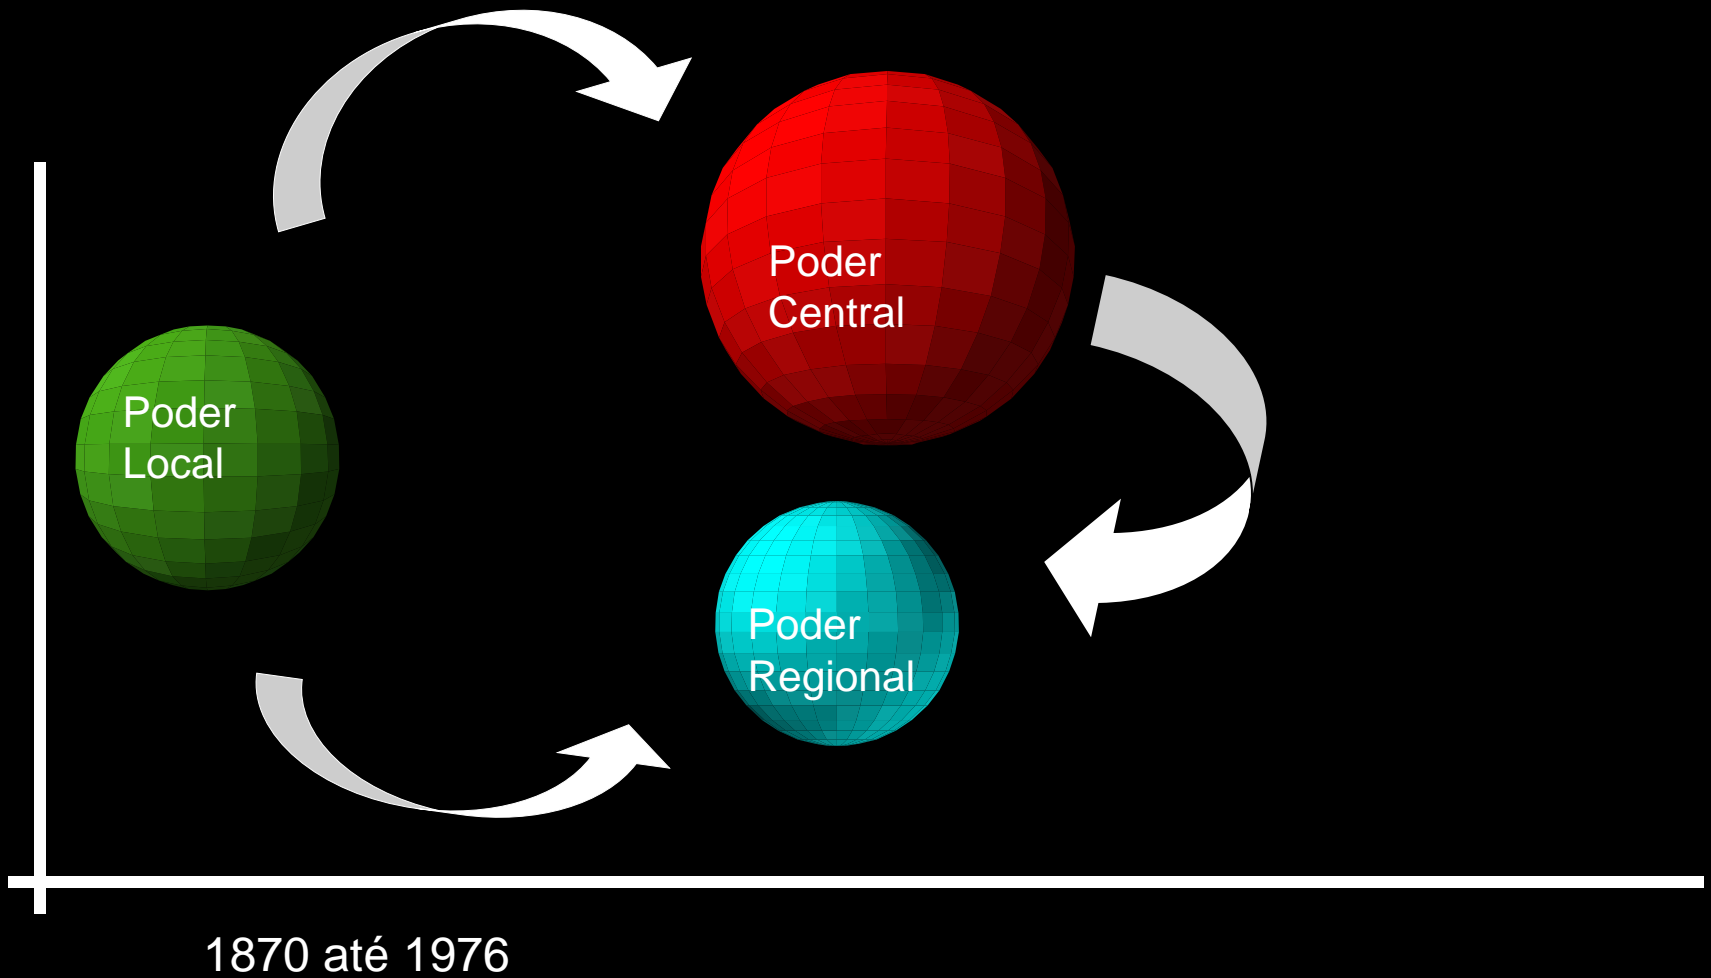 Poder
Central
Poder
Local
Poder
Regional
1870 até 1976